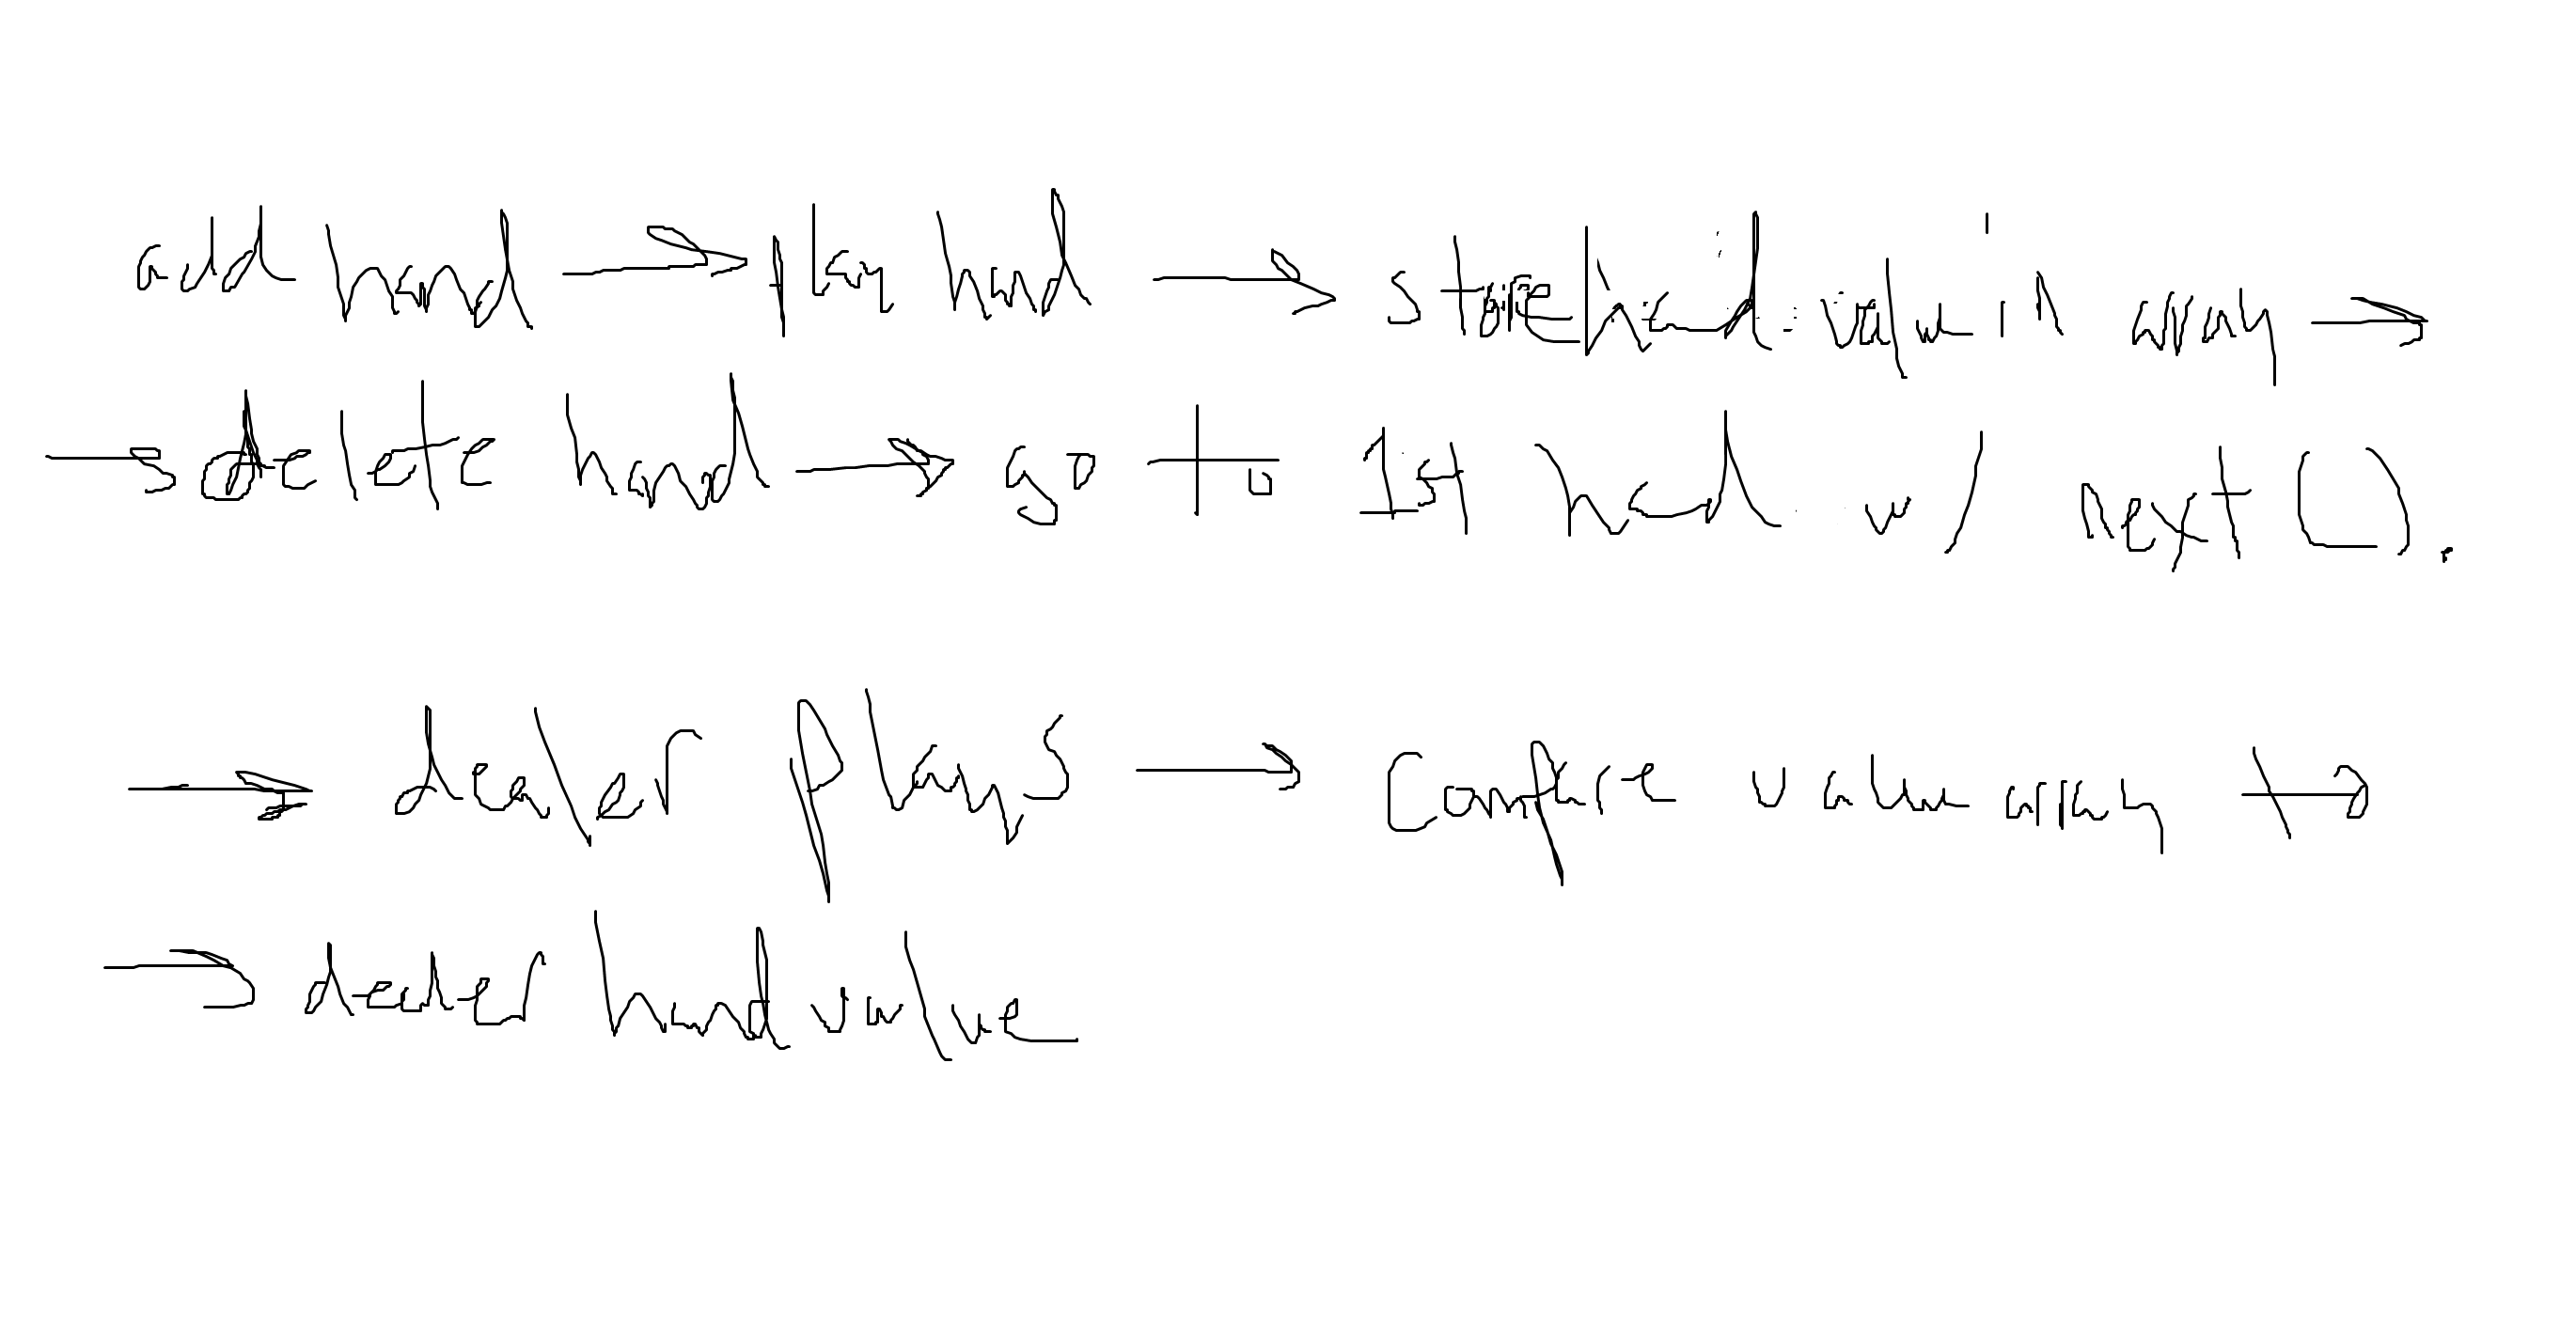 add hand → play hand → store hand value in array →
→ delete hand → go to 1st hand w/ next().
→ dealer plays → Compare value array to
→ dealer hand value